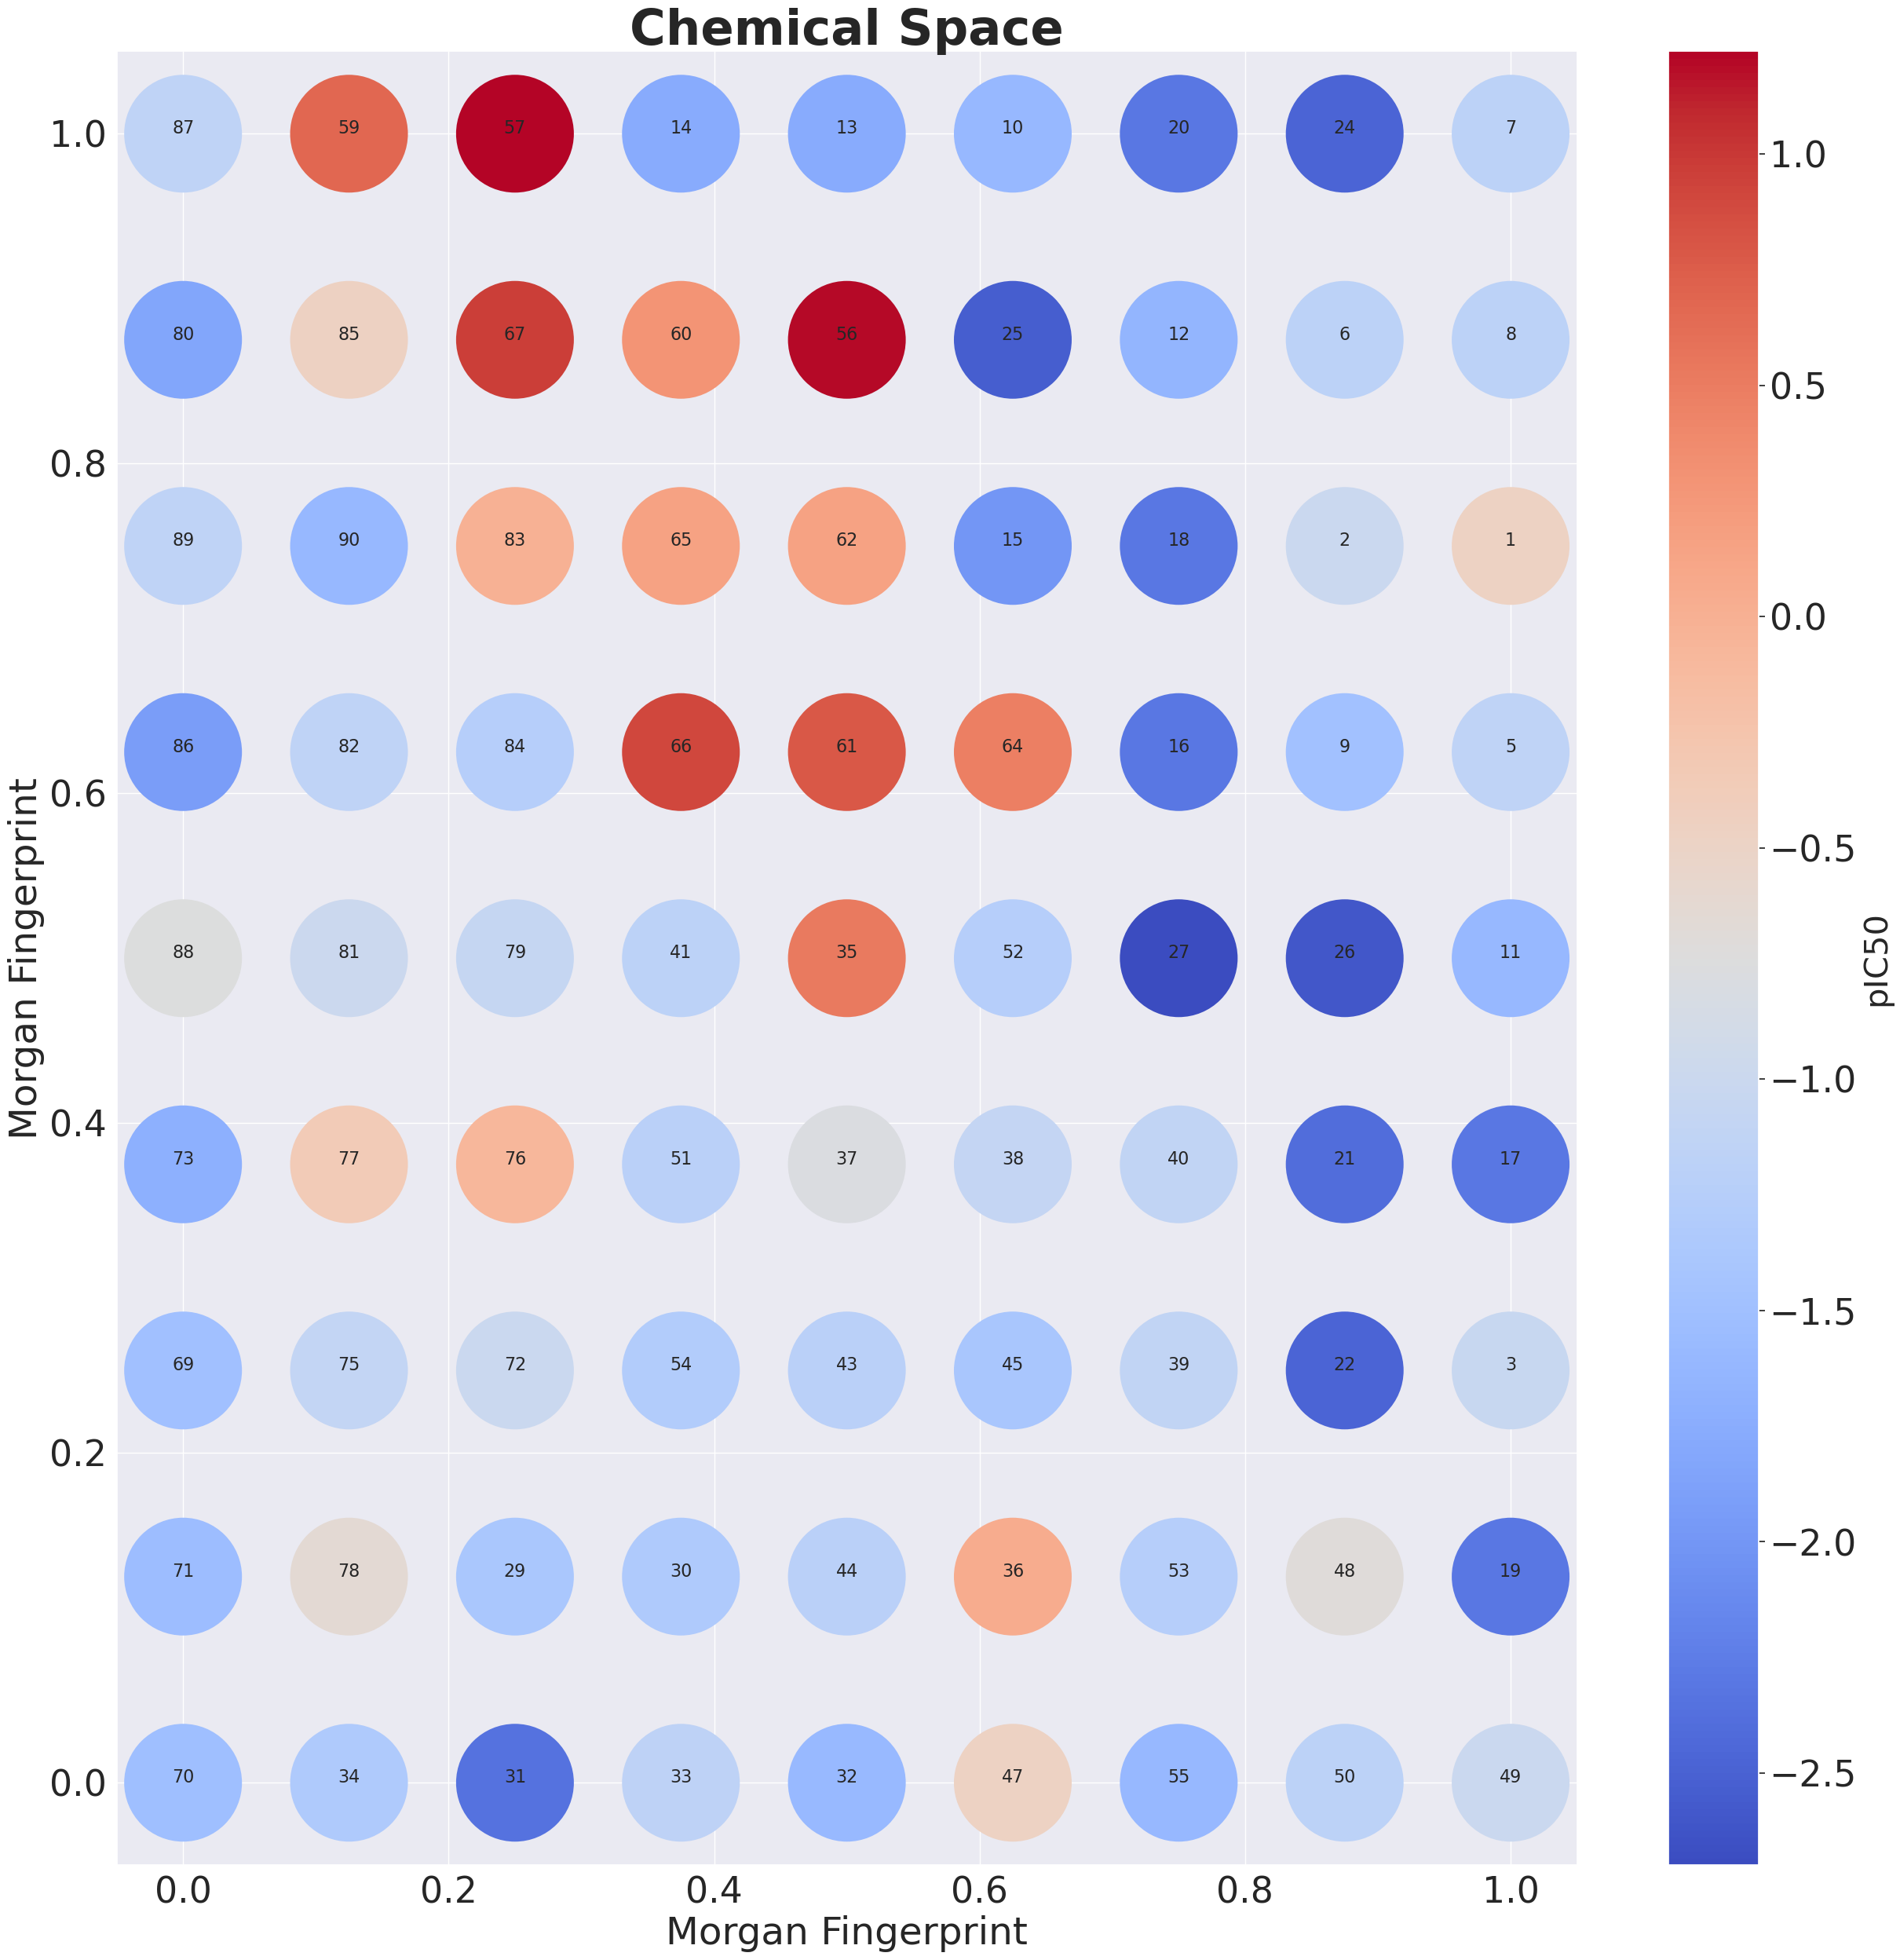 Chemical Space
1.0
87 59 57 14 13 10 20 24 7
80 85 67 60 56 25 12 6 8
0.8
89 90 83 65 62 15 18 2 1
86 82 84 66 61 64 16 9 5
0.6
88 81 79 41 35 52 27 26 11
0.4
73 77 76 51 37 38 40 21 17
69 75 72 54 43 45 39 22 3
0.2
71 78 29 30 44 36 53 48 19
0.0
70 34 31 33 32 47 55 50 49
0.0 0.2 0.4 0.6 0.8 1.0
Morgan Fingerprint
Morgan Fingerprint
1.0
0.5
0.0
−0.5
−1.0
−1.5
−2.0
−2.5
pIC50